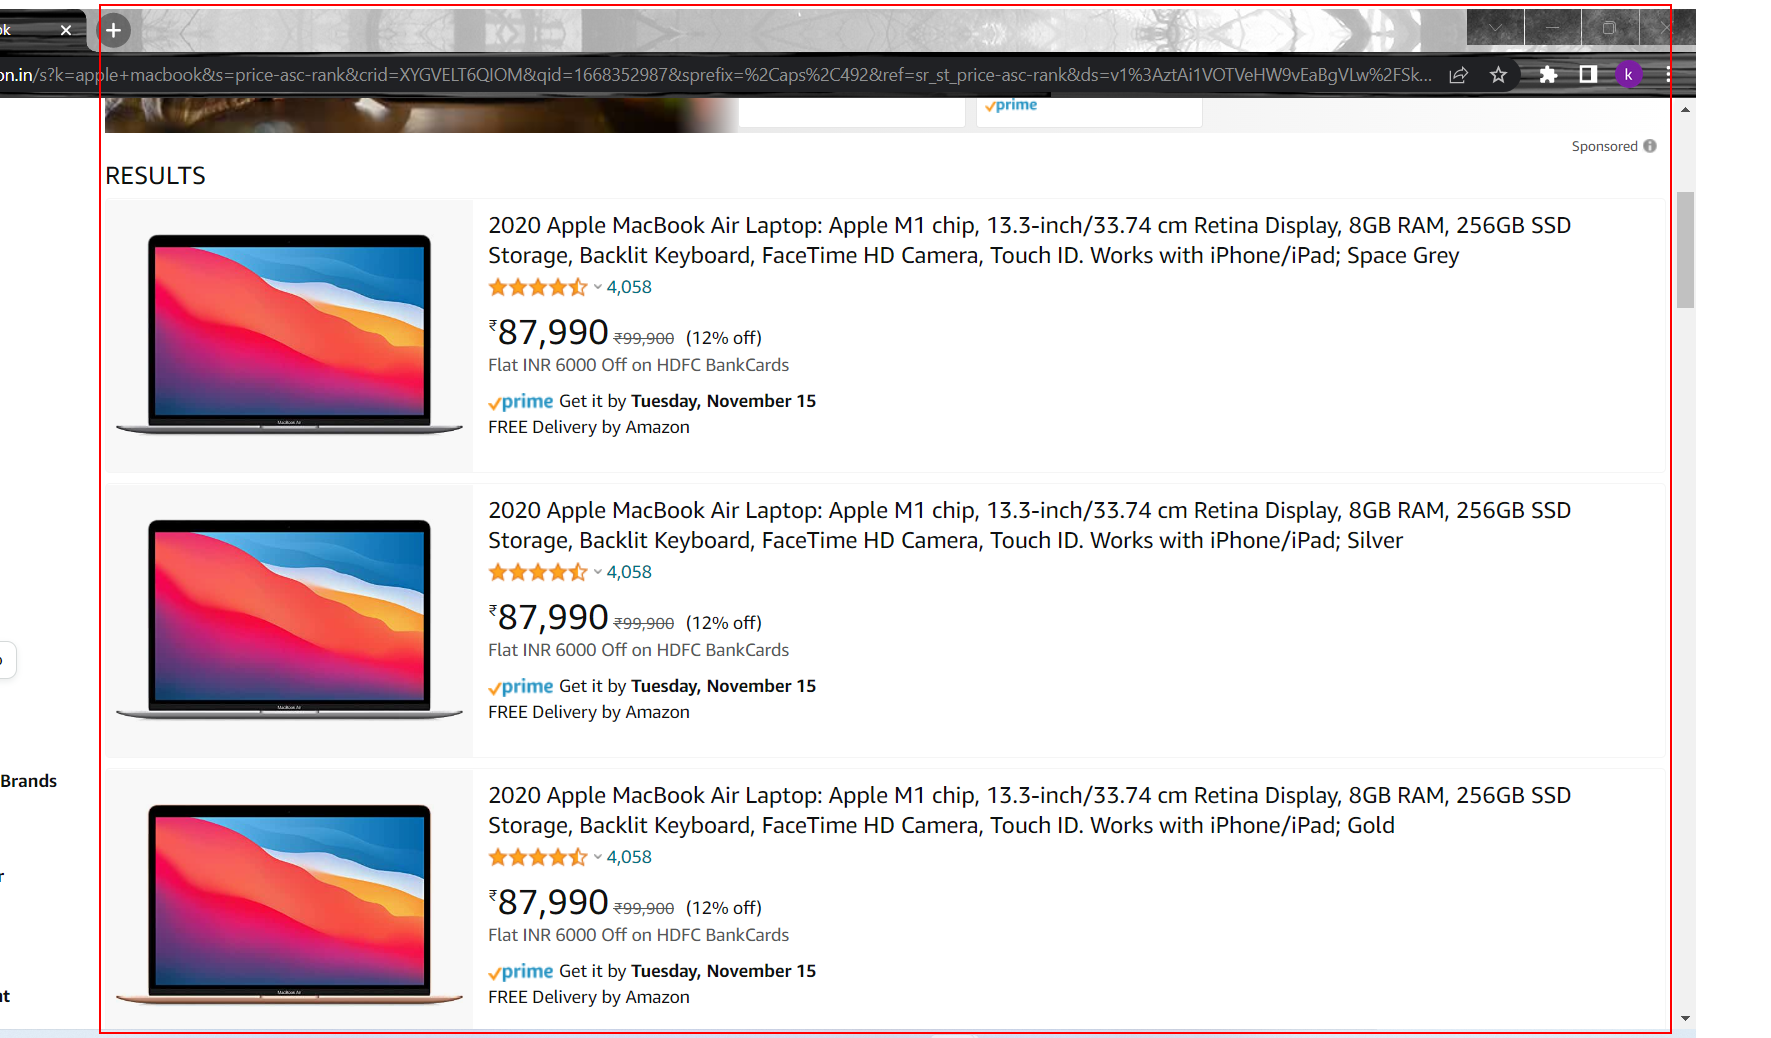 ok
on.in/s?k=apple+macbook&s=price-asc-rank&crid=XYGVELT6QIOM&qid=1668352987&sprefix=%2Caps%2C492&ref=sr_st_price-asc-rank&ds=v1%3AztAi1VOTVeHW9vEaBgVLw%2FSk...
k
prime
Sponsored
RESULTS
2020 Apple MacBook Air Laptop: Apple M1 chip, 13.3-inch/33.74 cm Retina Display, 8GB RAM, 256GB SSD
Storage, Backlit Keyboard, FaceTime HD Camera, Touch ID. Works with iPhone/iPad; Space Grey
4,058
₹87,990 ₹99,900 (12% off)
Flat INR 6000 Off on HDFC BankCards
prime Get it by Tuesday, November 15
FREE Delivery by Amazon
MacBook Air
2020 Apple MacBook Air Laptop: Apple M1 chip, 13.3-inch/33.74 cm Retina Display, 8GB RAM, 256GB SSD
Storage, Backlit Keyboard, FaceTime HD Camera, Touch ID. Works with iPhone/iPad; Silver
4,058
₹87,990 ₹99,900 (12% off)
Flat INR 6000 Off on HDFC BankCards
prime Get it by Tuesday, November 15
FREE Delivery by Amazon
MacBook Air
Brands
2020 Apple MacBook Air Laptop: Apple M1 chip, 13.3-inch/33.74 cm Retina Display, 8GB RAM, 256GB SSD
Storage, Backlit Keyboard, FaceTime HD Camera, Touch ID. Works with iPhone/iPad; Gold
4,058
r
₹87,990 ₹99,900 (12% off)
Flat INR 6000 Off on HDFC BankCards
prime Get it by Tuesday, November 15
FREE Delivery by Amazon
MacBook Air
nt